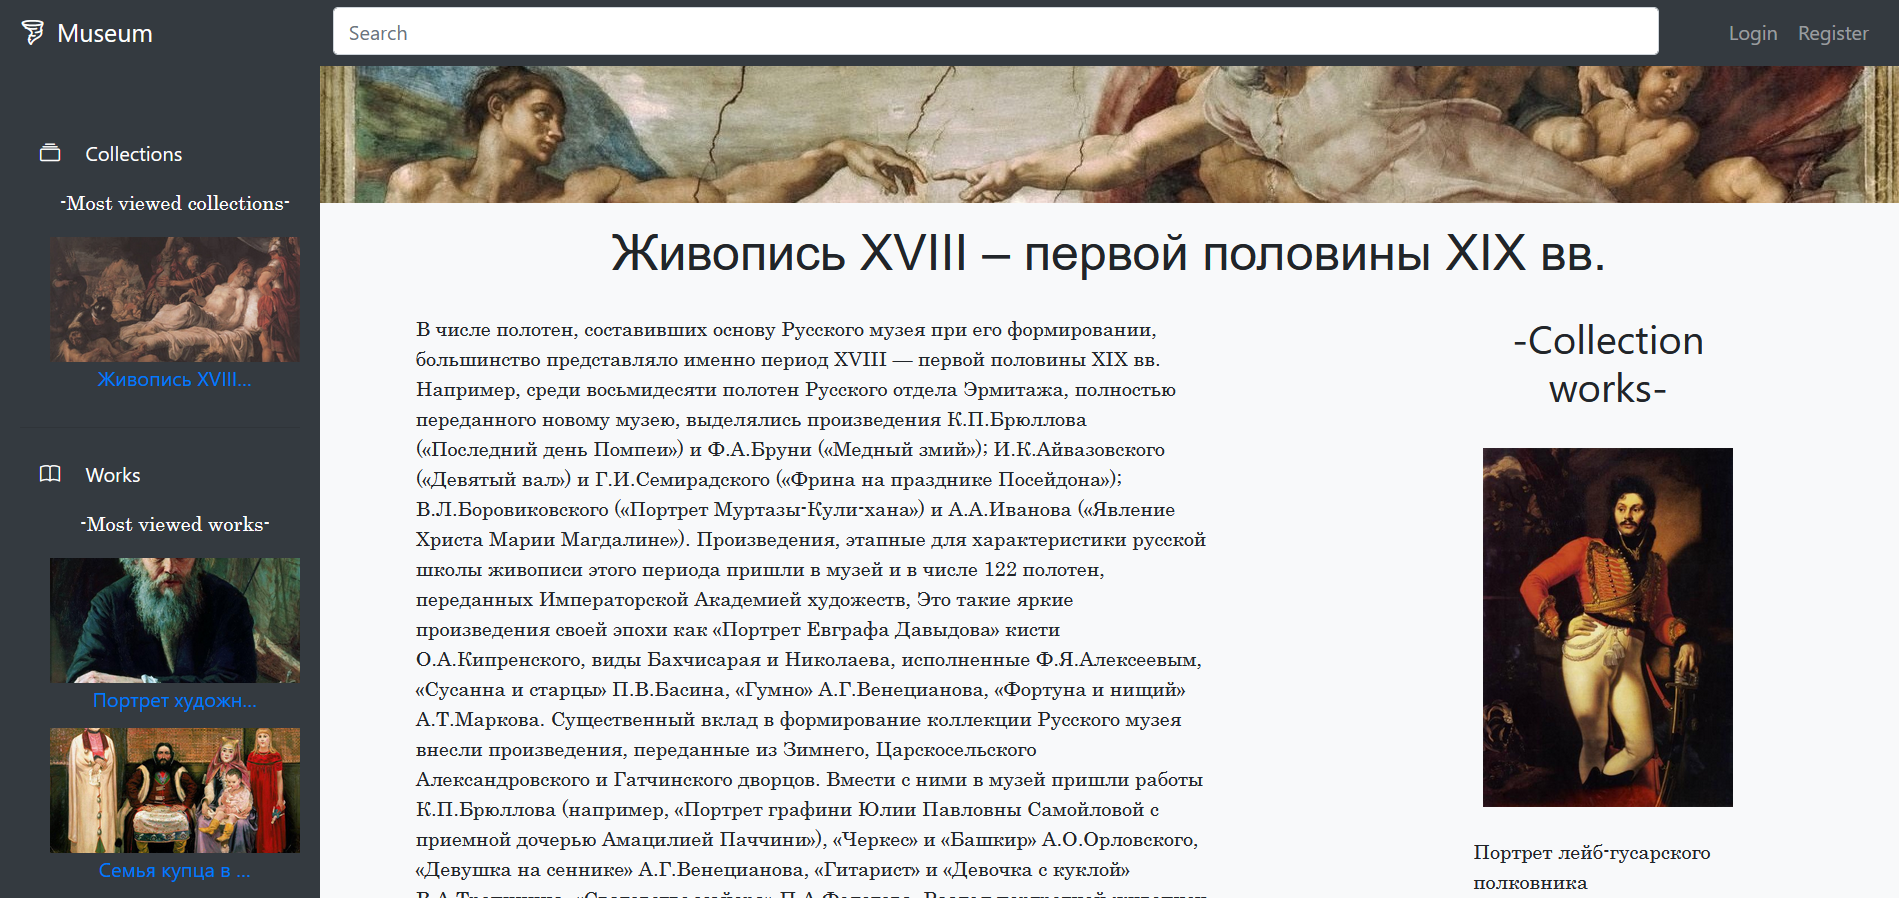 Museum
Search
Login
Register
Collections
-Most viewed collections-
Живопись XVIII...
Works
-Most viewed works-
Портрет художн...
Семья купца в ...
Живопись XVIII – первой половины XIX вв.
В числе полотен, составивших основу Русского музея при его формировании,
большинство представляло именно период XVIII — первой половины XIX вв.
Например, среди восьмидесяти полотен Русского отдела Эрмитажа, полностью
переданного новому музею, выделялись произведения К.П.Брюллова
(«Последний день Помпеи») и Ф.А.Бруни («Медный змий»); И.К.Айвазовского
(«Девятый вал») и Г.И.Семирадского («Фрина на празднике Посейдона»);
В.Л.Боровиковского («Портрет Муртазы-Кули-хана») и А.А.Иванова («Явление
Христа Марии Магдалине»). Произведения, этапные для характеристики русской
школы живописи этого периода пришли в музей и в числе 122 полотен,
переданных Императорской Академией художеств, Это такие яркие
произведения своей эпохи как «Портрет Евграфа Давыдова» кисти
О.А.Кипренского, виды Бахчисарая и Николаева, исполненные Ф.Я.Алексеевым,
«Сусанна и старцы» П.В.Басина, «Гумно» А.Г.Венецианова, «Фортуна и нищий»
А.Т.Маркова. Существенный вклад в формирование коллекции Русского музея
внесли произведения, переданные из Зимнего, Царскосельского
Александровского и Гатчинского дворцов. Вмести с ними в музей пришли работы
К.П.Брюллова (например, «Портрет графини Юлии Павловны Самойловой с
приемной дочерью Амацилией Паччини»), «Черкес» и «Башкир» А.О.Орловского,
«Девушка на сеннике» А.Г.Венецианова, «Гитарист» и «Девочка с куклой»
-Collection
works-
Портрет лейб-гусарского
полковника